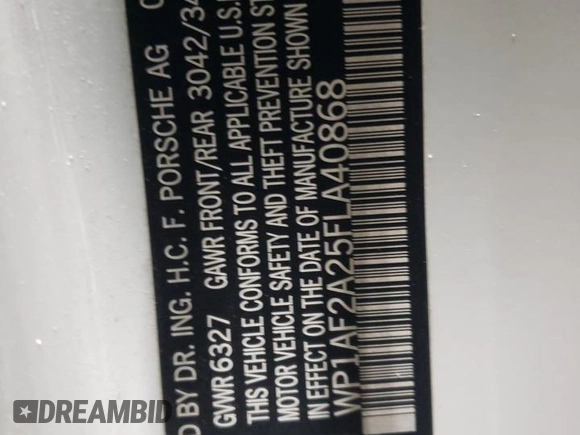 D BY DR. ING. H.C. F. PORSCHE AG
GVWR 6327 GAWR FRONT/REAR 3042/34
THIS VEHICLE CONFORMS TO ALL APPLICABLE U.S.
MOTOR VEHICLE SAFETY AND THEFT PREVENTION ST
IN EFFECT ON THE DATE OF MANUFACTURE SHOWN
WP1AF2A25FLA40868
DREAMBID